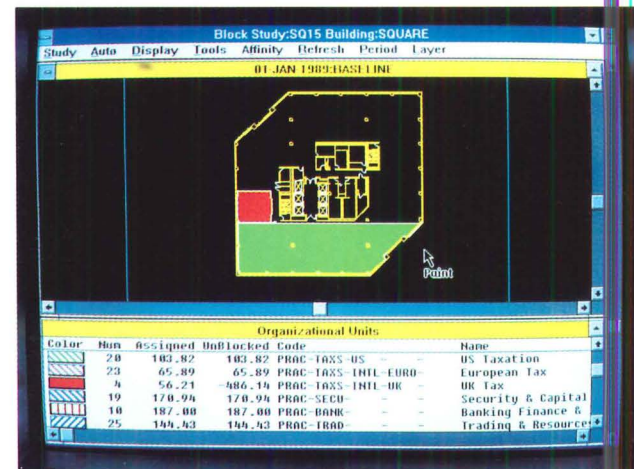 Block Study:SQ15 Building:SQUARE
Study Auto Display Tools Affinity Refresh Period Layer
01-JAN-1989:BASELINE
Point
Organizational Units
Color Num Assigned UnBlocked Code Name
20 103.82 103.82 PRAC-TAXS-US - - US Taxation
23 65.89 65.89 PRAC-TAXS-INTL-EURO- European Tax
4 56.21 -486.14 PRAC-TAXS-INTL-UK - UK Tax
19 170.94 170.94 PRAC-SECU- - - Security & Capital
10 187.00 187.00 PRAC-BANK- - - Banking Finance &
25 144.43 144.43 PRAC-TRAD- - - Trading & Resources